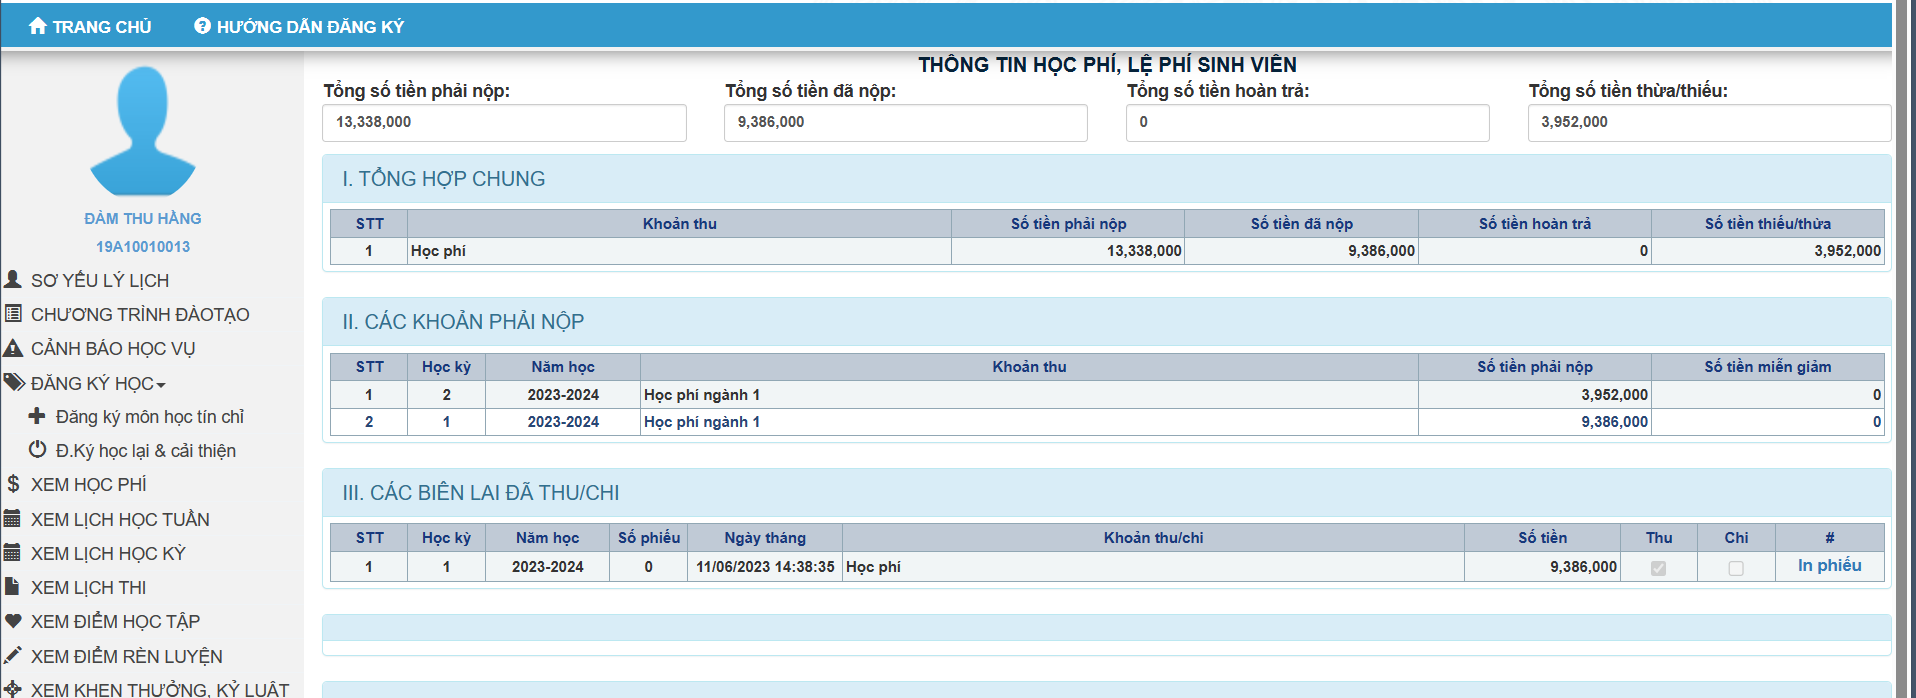 TRANG CHỦ HƯỚNG DẪN ĐĂNG KÝ
THÔNG TIN HỌC PHÍ, LỆ PHÍ SINH VIÊN
Tổng số tiền phải nộp: Tổng số tiền đã nộp: Tổng số tiền hoàn trả: Tổng số tiền thừa/thiếu:
13,338,000 9,386,000 0 3,952,000
ĐÀM THU HẰNG
19A10010013
SƠ YẾU LÝ LỊCH
CHƯƠNG TRÌNH ĐÀOTẠO
CẢNH BÁO HỌC VỤ
ĐĂNG KÝ HỌC
Đăng ký môn học tín chỉ
Đ.Ký học lại & cải thiện
XEM HỌC PHÍ
XEM LỊCH HỌC TUẦN
XEM LỊCH HỌC KỲ
XEM LỊCH THI
XEM ĐIỂM HỌC TẬP
XEM ĐIỂM RÈN LUYỆN
XEM KHEN THƯỞNG, KỶ LUẬT
I. TỔNG HỢP CHUNG
STT Khoản thu Số tiền phải nộp Số tiền đã nộp Số tiền hoàn trả Số tiền thiếu/thừa
1 Học phí 13,338,000 9,386,000 0 3,952,000
II. CÁC KHOẢN PHẢI NỘP
STT Học kỳ Năm học Khoản thu Số tiền phải nộp Số tiền miễn giảm
1 2 2023-2024 Học phí ngành 1 3,952,000 0
2 1 2023-2024 Học phí ngành 1 9,386,000 0
III. CÁC BIÊN LAI ĐÃ THU/CHI
STT Học kỳ Năm học Số phiếu Ngày tháng Khoản thu/chi Số tiền Thu Chi #
1 1 2023-2024 0 11/06/2023 14:38:35 Học phí 9,386,000 In phiếu